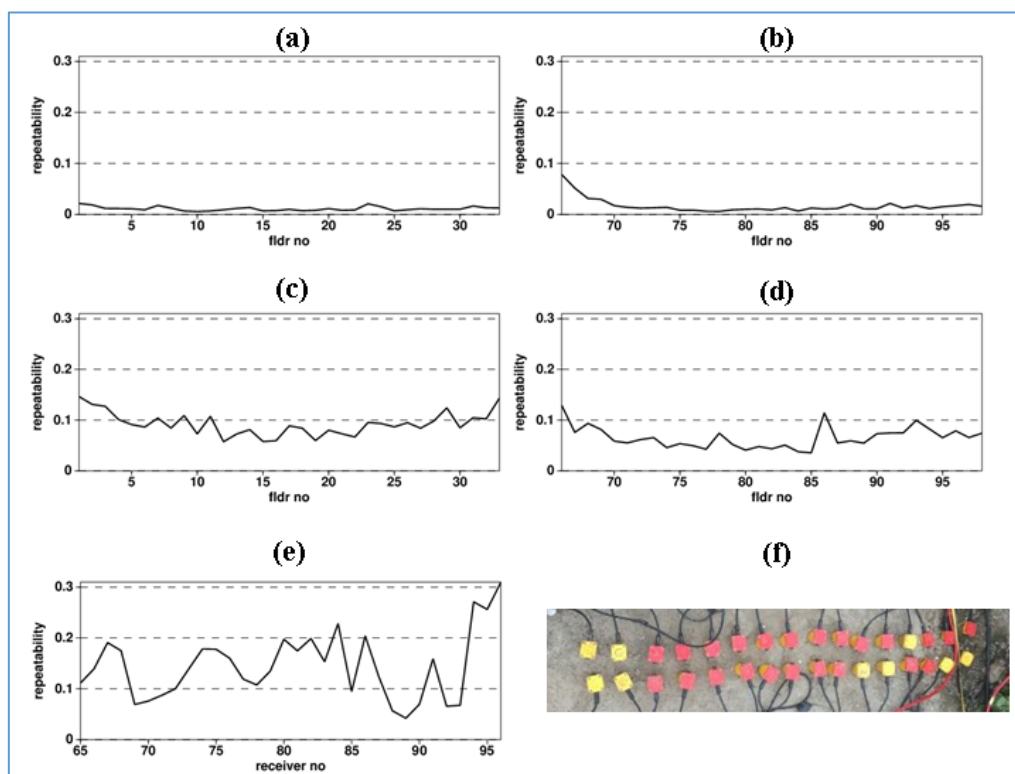 (a)
repeatability
0.3
0.2
0.1
0
5 10 15 20 25 30
fldr no
(b)
repeatability
0.3
0.2
0.1
0
70 75 80 85 90 95
fldr no
(c)
repeatability
0.3
0.2
0.1
0
5 10 15 20 25 30
fldr no
(d)
repeatability
0.3
0.2
0.1
0
70 75 80 85 90 95
fldr no
(e)
repeatability
0.3
0.2
0.1
0
65 70 75 80 85 90 95
receiver no
(f)